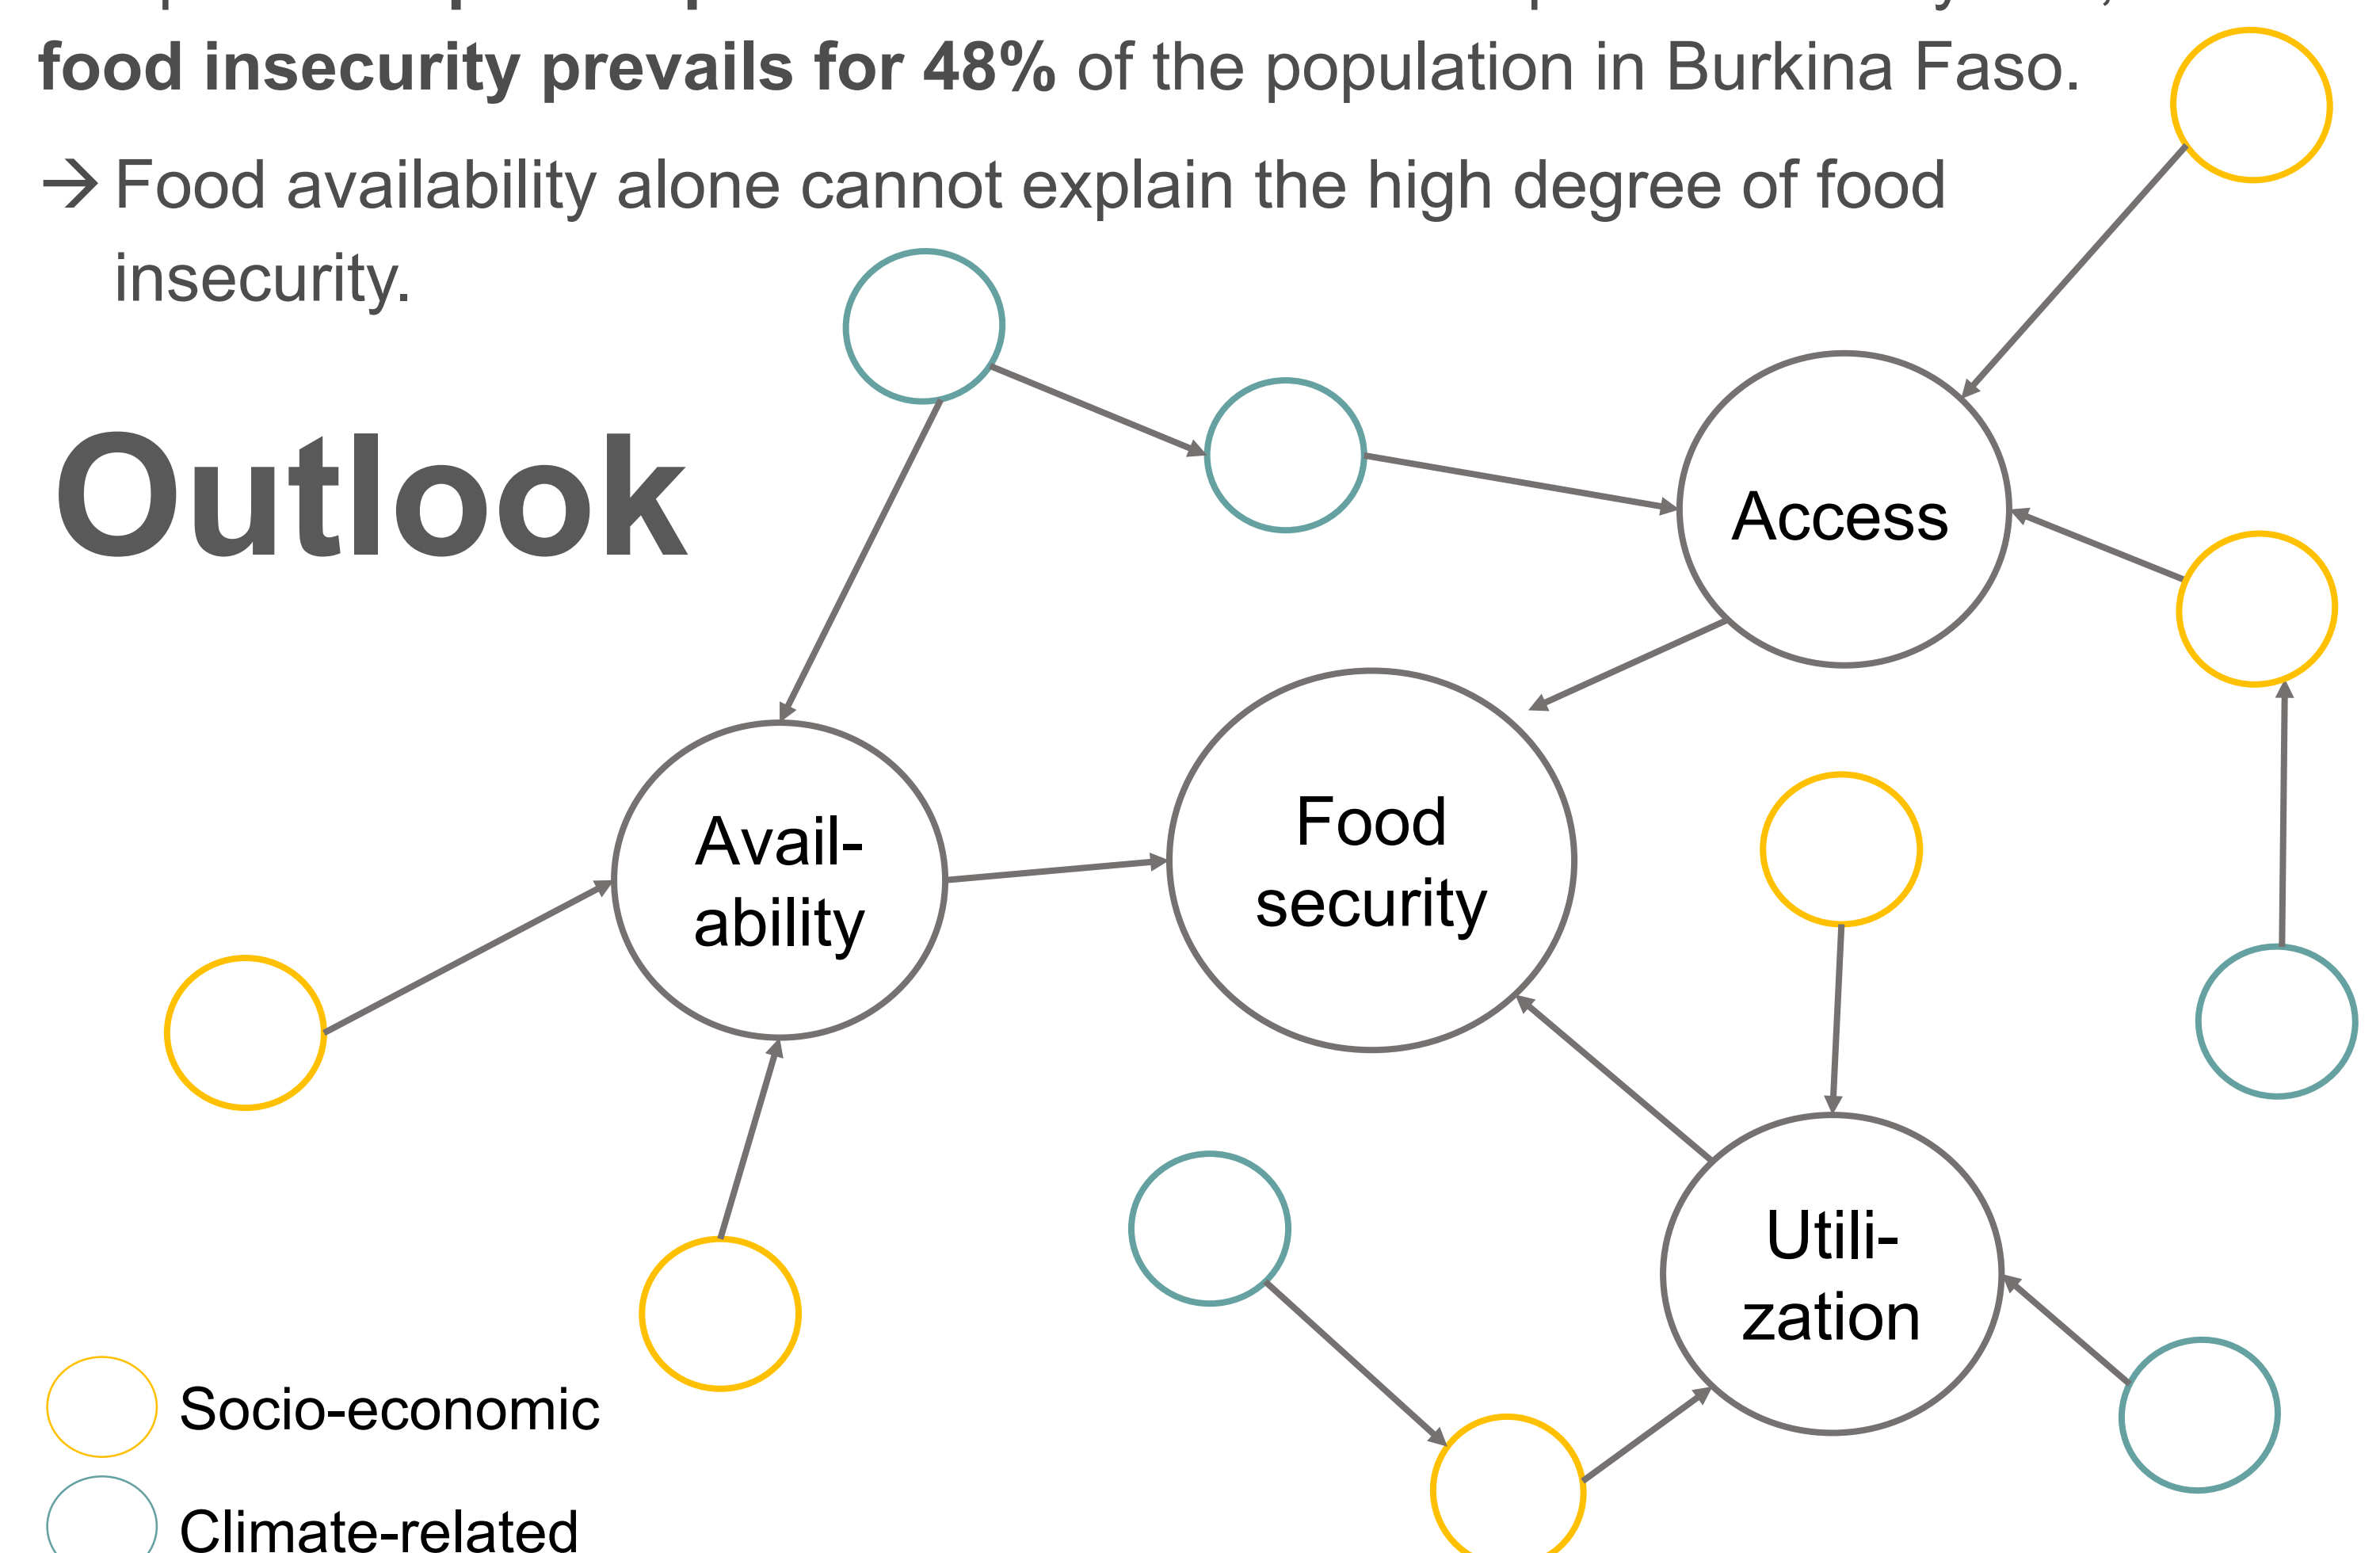 food insecurity prevails for 48% of the population in Burkina Faso.
→ Food availability alone cannot explain the high degree of food
insecurity.
Outlook
Access
Food
security
Avail-
ability
Utili-
zation
Socio-economic
Climate-related